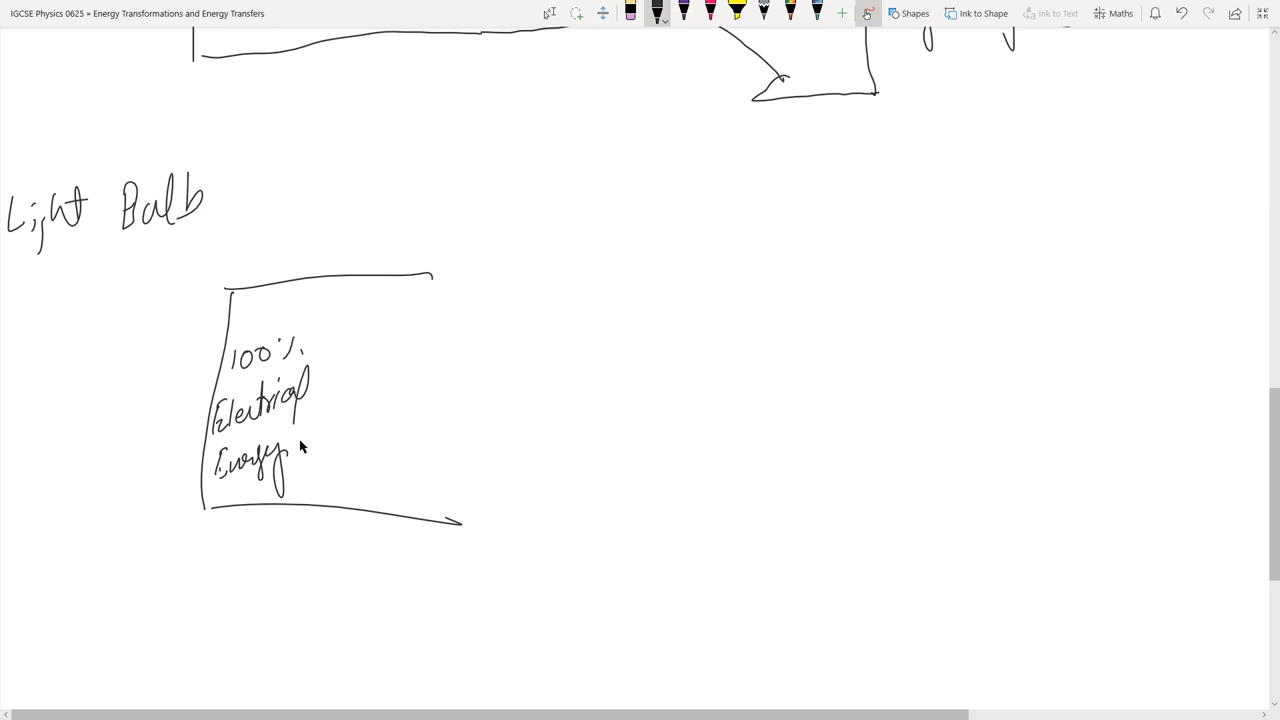 IGCSE Physics 0625 » Energy Transformations and Energy Transfers
Shapes Ink to Shape Ink to Text Maths
Light Bulb
100%
Electrical
Energy